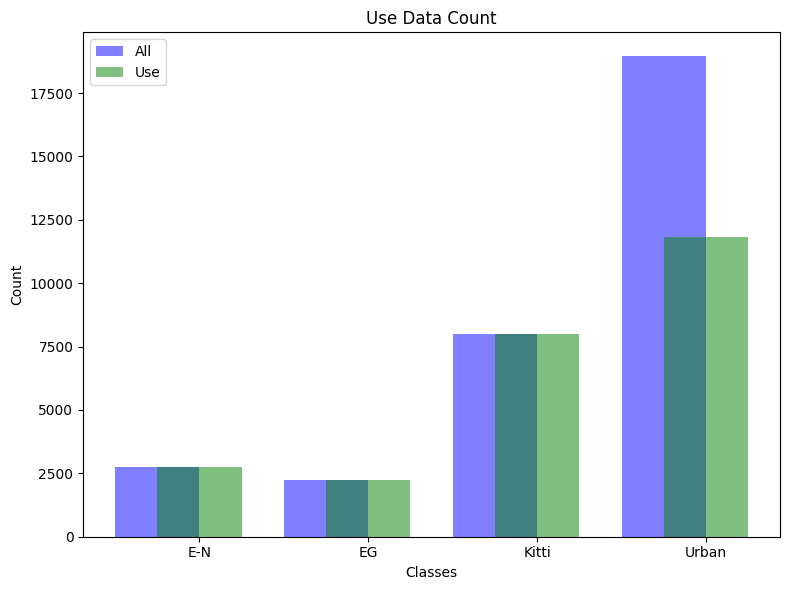 Use Data Count
All
Use
17500
15000
12500
10000
7500
5000
2500
0
Count
E-N EG Kitti Urban
Classes